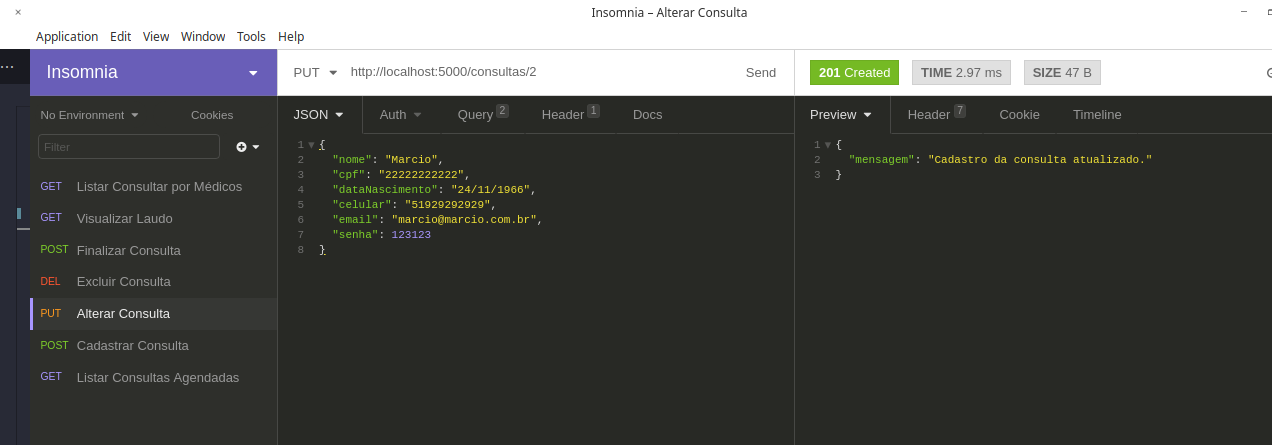 Insomnia – Alterar Consulta
Application Edit View Window Tools Help
Insomnia
PUT http://localhost:5000/consultas/2 Send
201 Created TIME 2.97 ms SIZE 47 B
No Environment Cookies
Filter
GET Listar Consultar por Médicos
GET Visualizar Laudo
POST Finalizar Consulta
DEL Excluir Consulta
PUT Alterar Consulta
POST Cadastrar Consulta
GET Listar Consultas Agendadas
JSON Auth Query 2 Header 1 Docs
1 {
2 "nome": "Marcio",
3 "cpf": "22222222222",
4 "dataNascimento": "24/11/1966",
5 "celular": "51929292929",
6 "email": "marcio@marcio.com.br",
7 "senha": 123123
8 }
Preview Header 7 Cookie Timeline
1 {
2 "mensagem": "Cadastro da consulta atualizado."
3 }